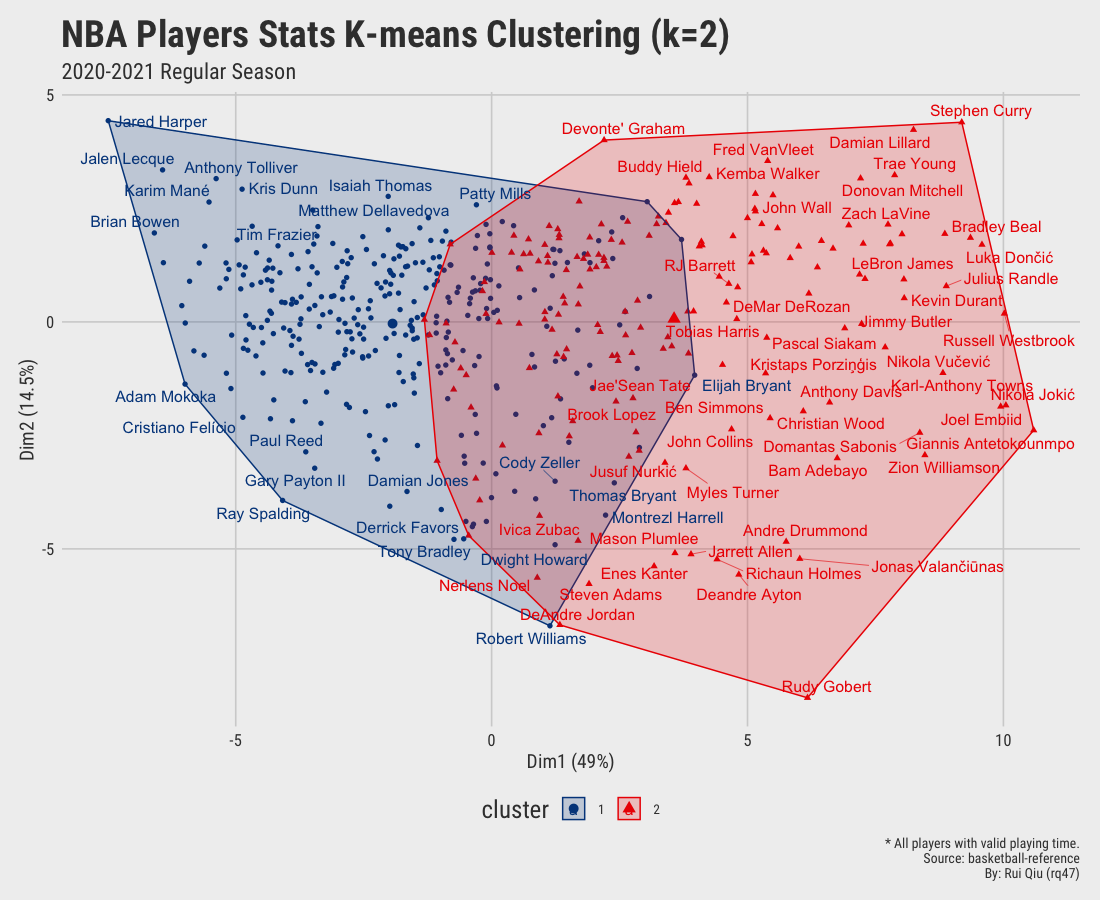 NBA Players Stats K-means Clustering (k=2)
2020-2021 Regular Season
5
0
-5
Dim2 (14.5%)
Stephen Curry
Jared Harper
Devonte' Graham
Damian Lillard
Fred VanVleet
Jalen Lecque
Trae Young
Anthony Tolliver
Buddy Hield
Kemba Walker
Karim Mané
Kris Dunn
Isaiah Thomas
Patty Mills
Donovan Mitchell
Matthew Dellavedova
John Wall
Zach LaVine
Brian Bowen
Bradley Beal
Tim Frazier
Luka Dončić
RJ Barrett
LeBron James
Julius Randle
DeMar DeRozan
Kevin Durant
Jimmy Butler
Tobias Harris
Pascal Siakam
Russell Westbrook
Kristaps Porziņģis
Nikola Vučević
Jae'Sean Tate
Elijah Bryant
Karl-Anthony Towns
Adam Mokoka
Anthony Davis
Nikola Jokić
Brook Lopez
Ben Simmons
Joel Embiid
Cristiano Felício
Christian Wood
Paul Reed
John Collins
Domantas Sabonis
Giannis Antetokounmpo
Cody Zeller
Jusuf Nurkić
Bam Adebayo
Zion Williamson
Gary Payton II
Damian Jones
Thomas Bryant
Myles Turner
Ray Spalding
Montrezl Harrell
Derrick Favors
Ivica Zubac
Mason Plumlee
Andre Drummond
Tony Bradley
Dwight Howard
Jarrett Allen
Jonas Valančiūnas
Enes Kanter
Richaun Holmes
Nerlens Noel
Steven Adams
Deandre Ayton
DeAndre Jordan
Robert Williams
Rudy Gobert
-5 0 5 10
Dim1 (49%)
cluster 1 2
* All players with valid playing time.
Source: basketball-reference
By: Rui Qiu (rq47)